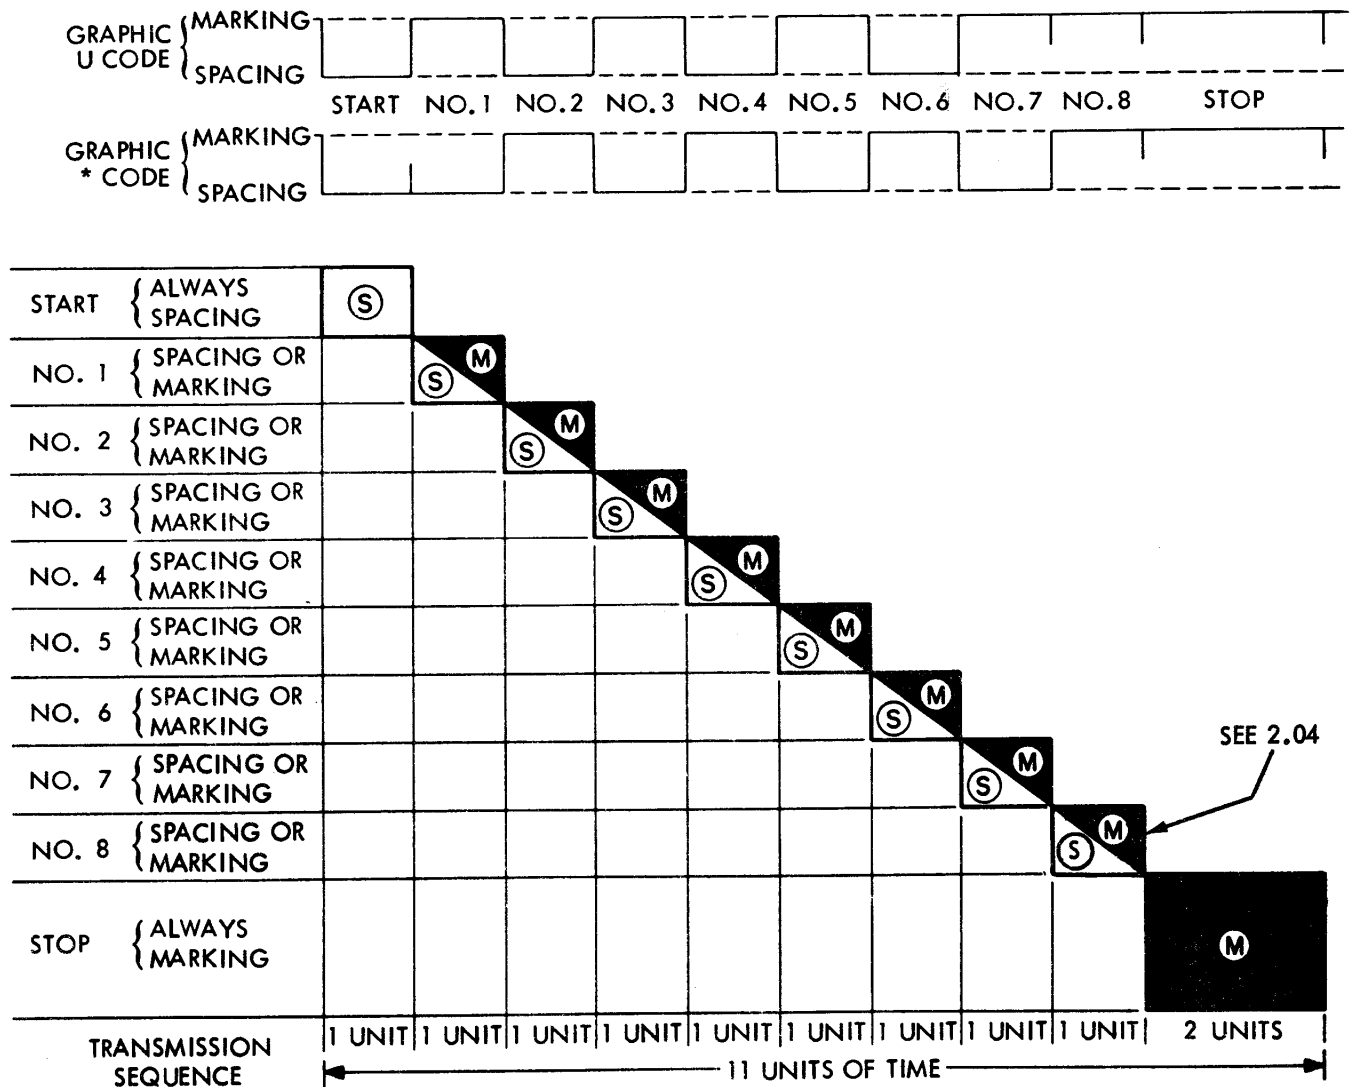 GRAPHIC U CODE { MARKING
SPACING
START NO.1 NO.2 NO.3 NO.4 NO.5 NO.6 NO.7 NO.8 STOP
GRAPHIC * CODE { MARKING
SPACING
START { ALWAYS SPACING
S
NO. 1 { SPACING OR MARKING
S M
NO. 2 { SPACING OR MARKING
S M
NO. 3 { SPACING OR MARKING
S M
NO. 4 { SPACING OR MARKING
S M
NO. 5 { SPACING OR MARKING
S M
NO. 6 { SPACING OR MARKING
S M
SEE 2.04
NO. 7 { SPACING OR MARKING
S M
NO. 8 { SPACING OR MARKING
S M
STOP { ALWAYS MARKING
M
TRANSMISSION SEQUENCE
1 UNIT 1 UNIT 1 UNIT 1 UNIT 1 UNIT 1 UNIT 1 UNIT 1 UNIT 1 UNIT 2 UNITS
11 UNITS OF TIME